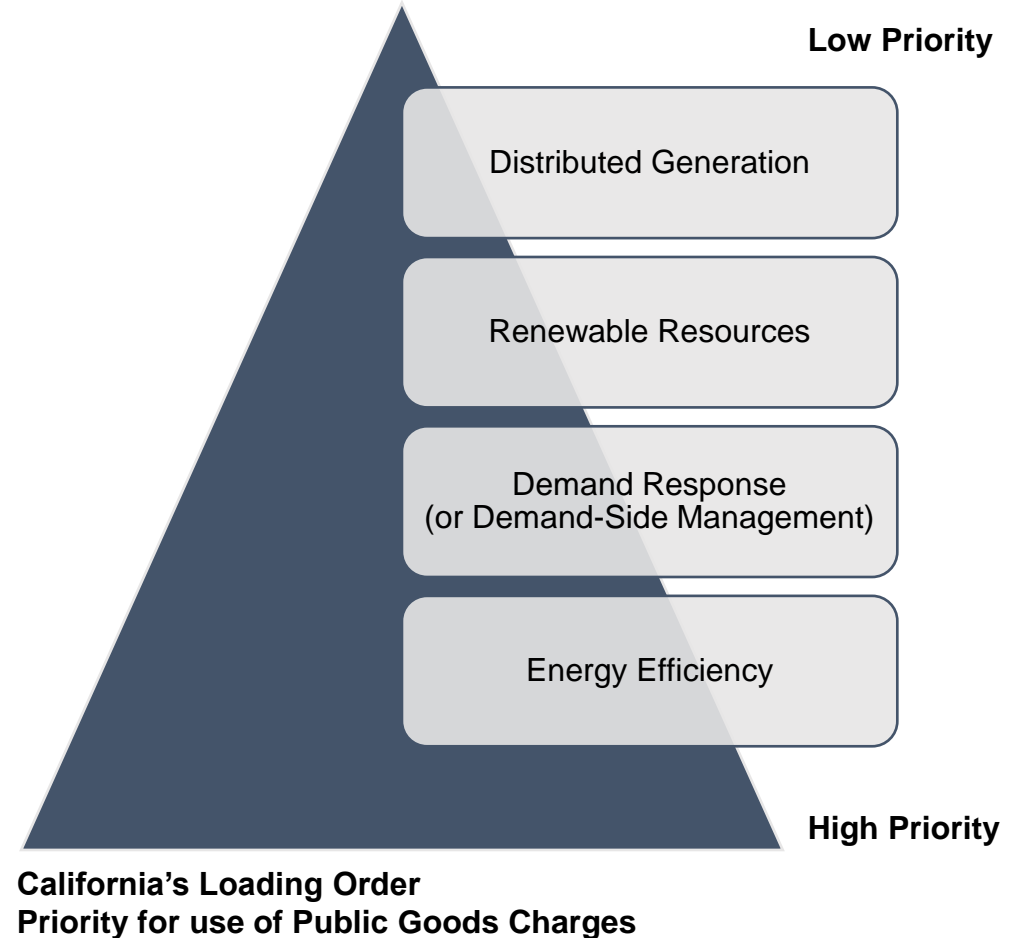 Low Priority
Distributed Generation
Renewable Resources
Demand Response
(or Demand-Side Management)
Energy Efficiency
High Priority
California’s Loading Order
Priority for use of Public Goods Charges